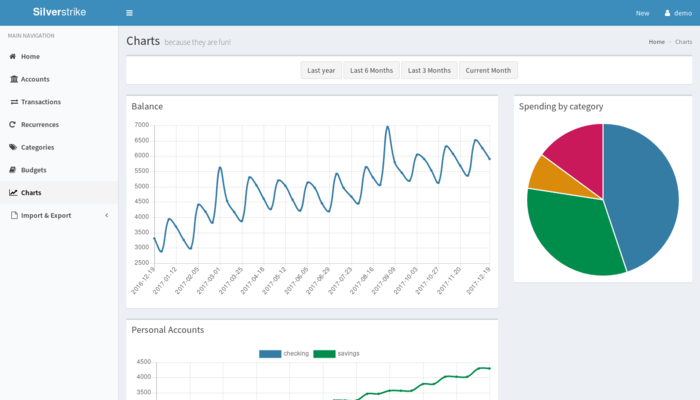 Silverstrike
New
demo
MAIN NAVIGATION
Home
Accounts
Transactions
Recurrences
Categories
Budgets
Charts
Import & Export
Charts because they are fun!
Home
Charts
Last year
Last 6 Months
Last 3 Months
Current Month
Balance
7000
6500
6000
5500
5000
4500
4000
3500
3000
2500
2016-12-19
2017-01-12
2017-02-05
2017-03-01
2017-03-25
2017-04-18
2017-05-12
2017-06-05
2017-06-29
2017-07-23
2017-08-16
2017-09-09
2017-10-03
2017-10-27
2017-11-20
2017-12-19
Spending by category
Personal Accounts
checking
savings
4500
4000
3500